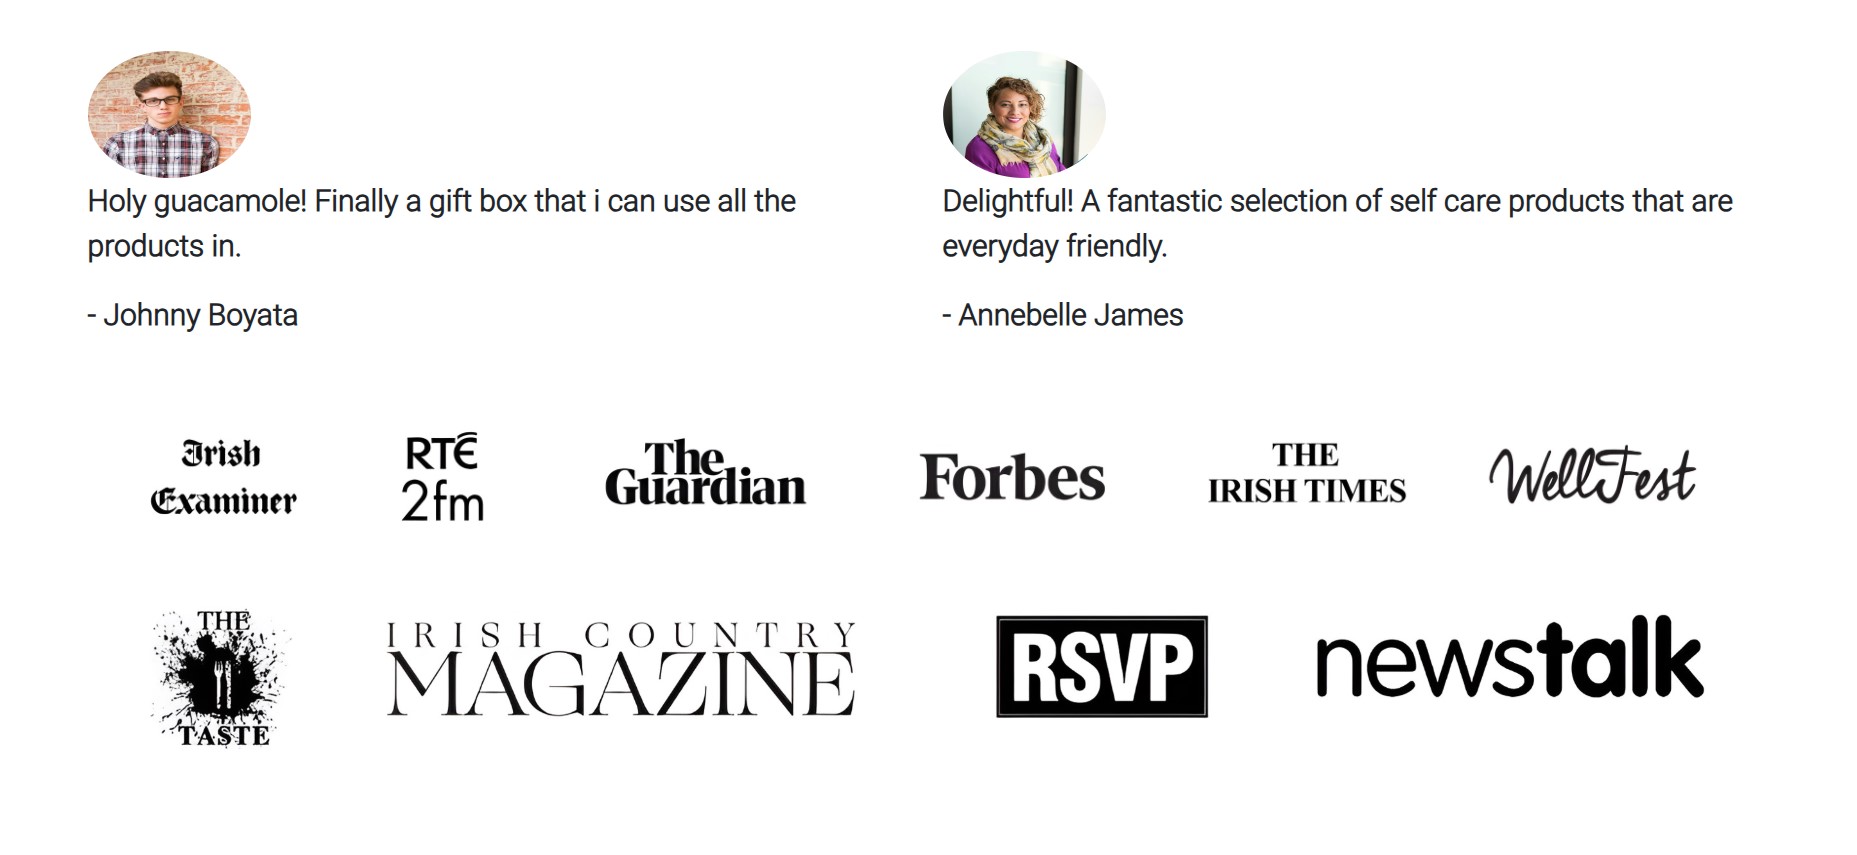 Holy guacamole! Finally a gift box that i can use all the
products in.
- Johnny Boyata
Delightful! A fantastic selection of self care products that are
everyday friendly.
- Annebelle James
Irish
Examiner
RTÉ
2fm
The
Guardian
Forbes
THE
IRISH TIMES
WellFest
THE
TASTE
IRISH COUNTRY
MAGAZINE
RSVP
newstalk